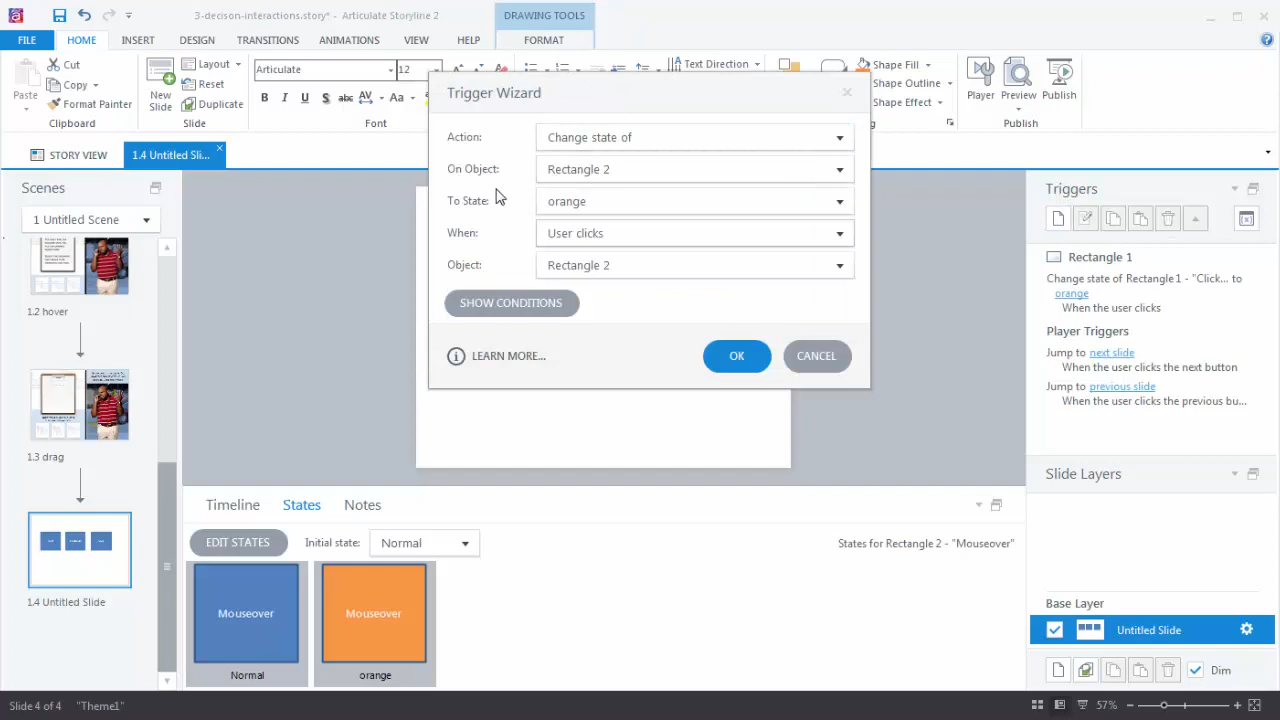 3-decison-interactions.story* - Articulate Storyline 2
DRAWING TOOLS
FILE
HOME
INSERT
DESIGN
TRANSITIONS
ANIMATIONS
VIEW
HELP
FORMAT
Paste
Cut
Copy
Format Painter
Clipboard
New
Slide
Layout
Reset
Duplicate
Slide
Articulate
12
B I U S abc AV Aa
Font
Text Direction
Shape Fill
Shape Outline
Shape Effect
Player
Preview
Publish
Publish
STORY VIEW
1.4 Untitled Sli...
Scenes
1 Untitled Scene
1.2 hover
1.3 drag
1.4 Untitled Slide
Trigger Wizard
Action: Change state of
On Object: Rectangle 2
To State: orange
When: User clicks
Object: Rectangle 2
SHOW CONDITIONS
LEARN MORE...
OK
CANCEL
Timeline
States
Notes
EDIT STATES
Initial state:
Normal
States for Rectangle 2 - "Mouseover"
Mouseover
Normal
Mouseover
orange
Triggers
Rectangle 1
Change state of Rectangle 1 - "Click... to
orange
When the user clicks
Player Triggers
Jump to next slide
When the user clicks the next button
Jump to previous slide
When the user clicks the previous bu...
Slide Layers
Base Layer
Untitled Slide
Dim
Slide 4 of 4
"Theme1"
57%